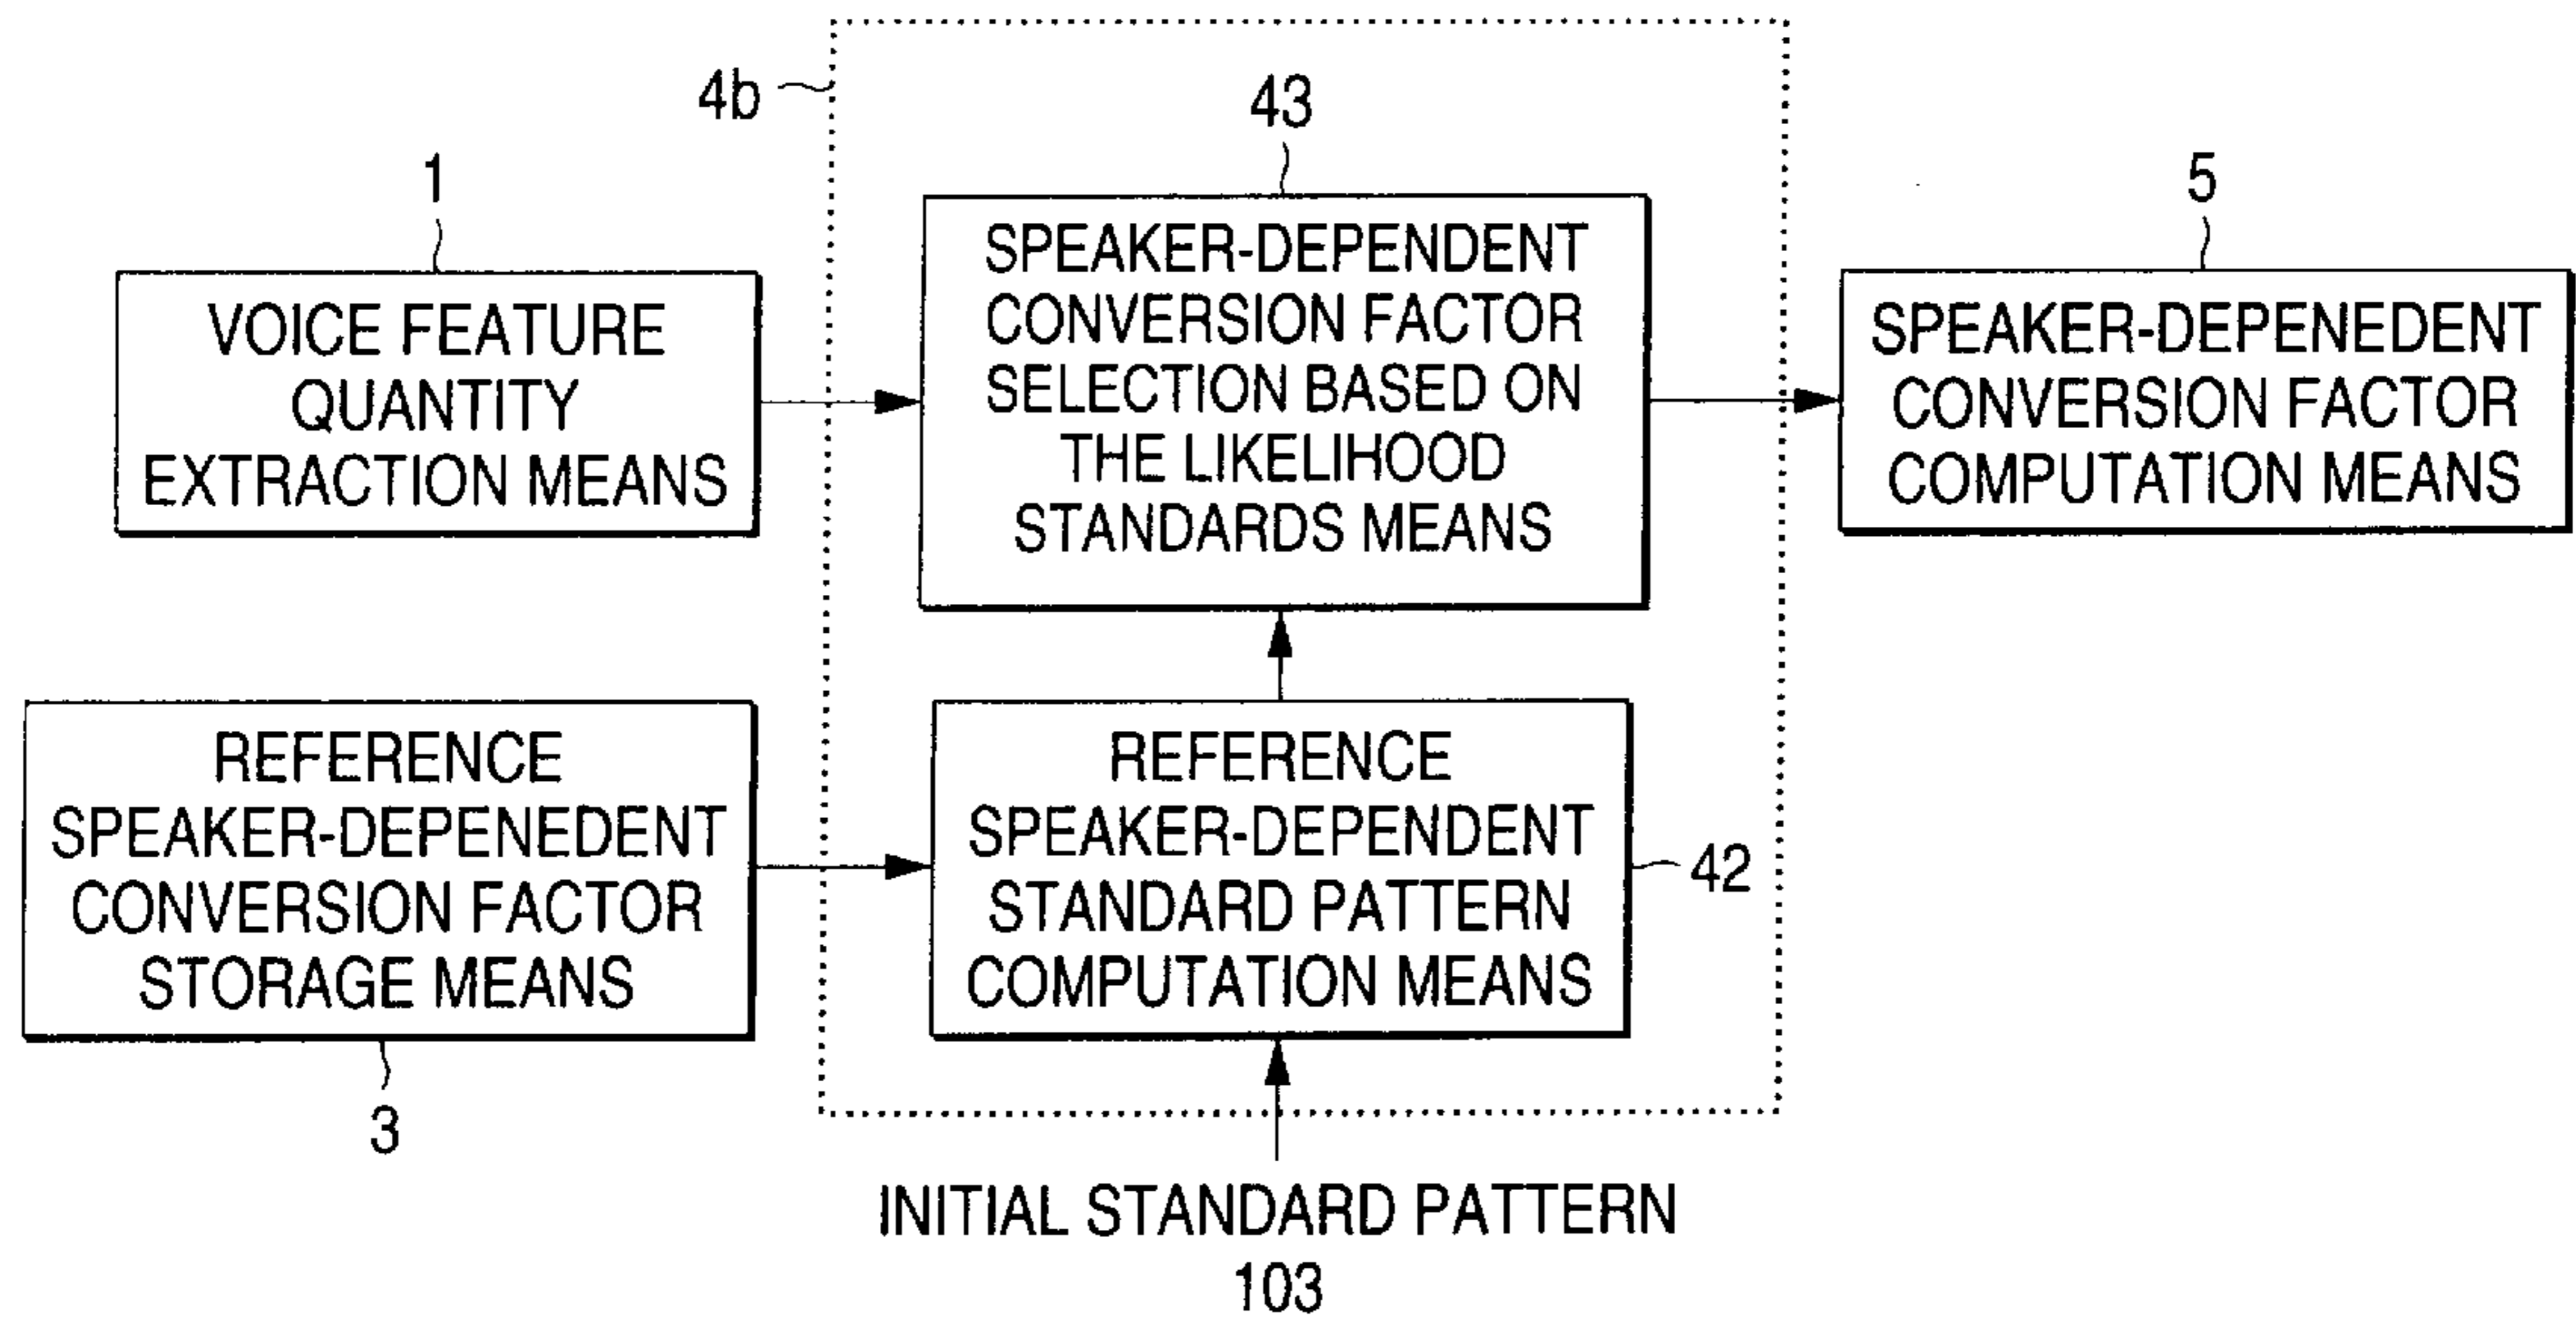 4b
43
1
5
VOICE FEATURE
QUANTITY
EXTRACTION MEANS
SPEAKER-DEPENDENT
CONVERSION FACTOR
SELECTION BASED ON
THE LIKELIHOOD
STANDARDS MEANS
SPEAKER-DEPENEDENT
CONVERSION FACTOR
COMPUTATION MEANS
REFERENCE
SPEAKER-DEPENEDENT
CONVERSION FACTOR
STORAGE MEANS
3
REFERENCE
SPEAKER-DEPENDENT
STANDARD PATTERN
COMPUTATION MEANS
42
INITIAL STANDARD PATTERN
103